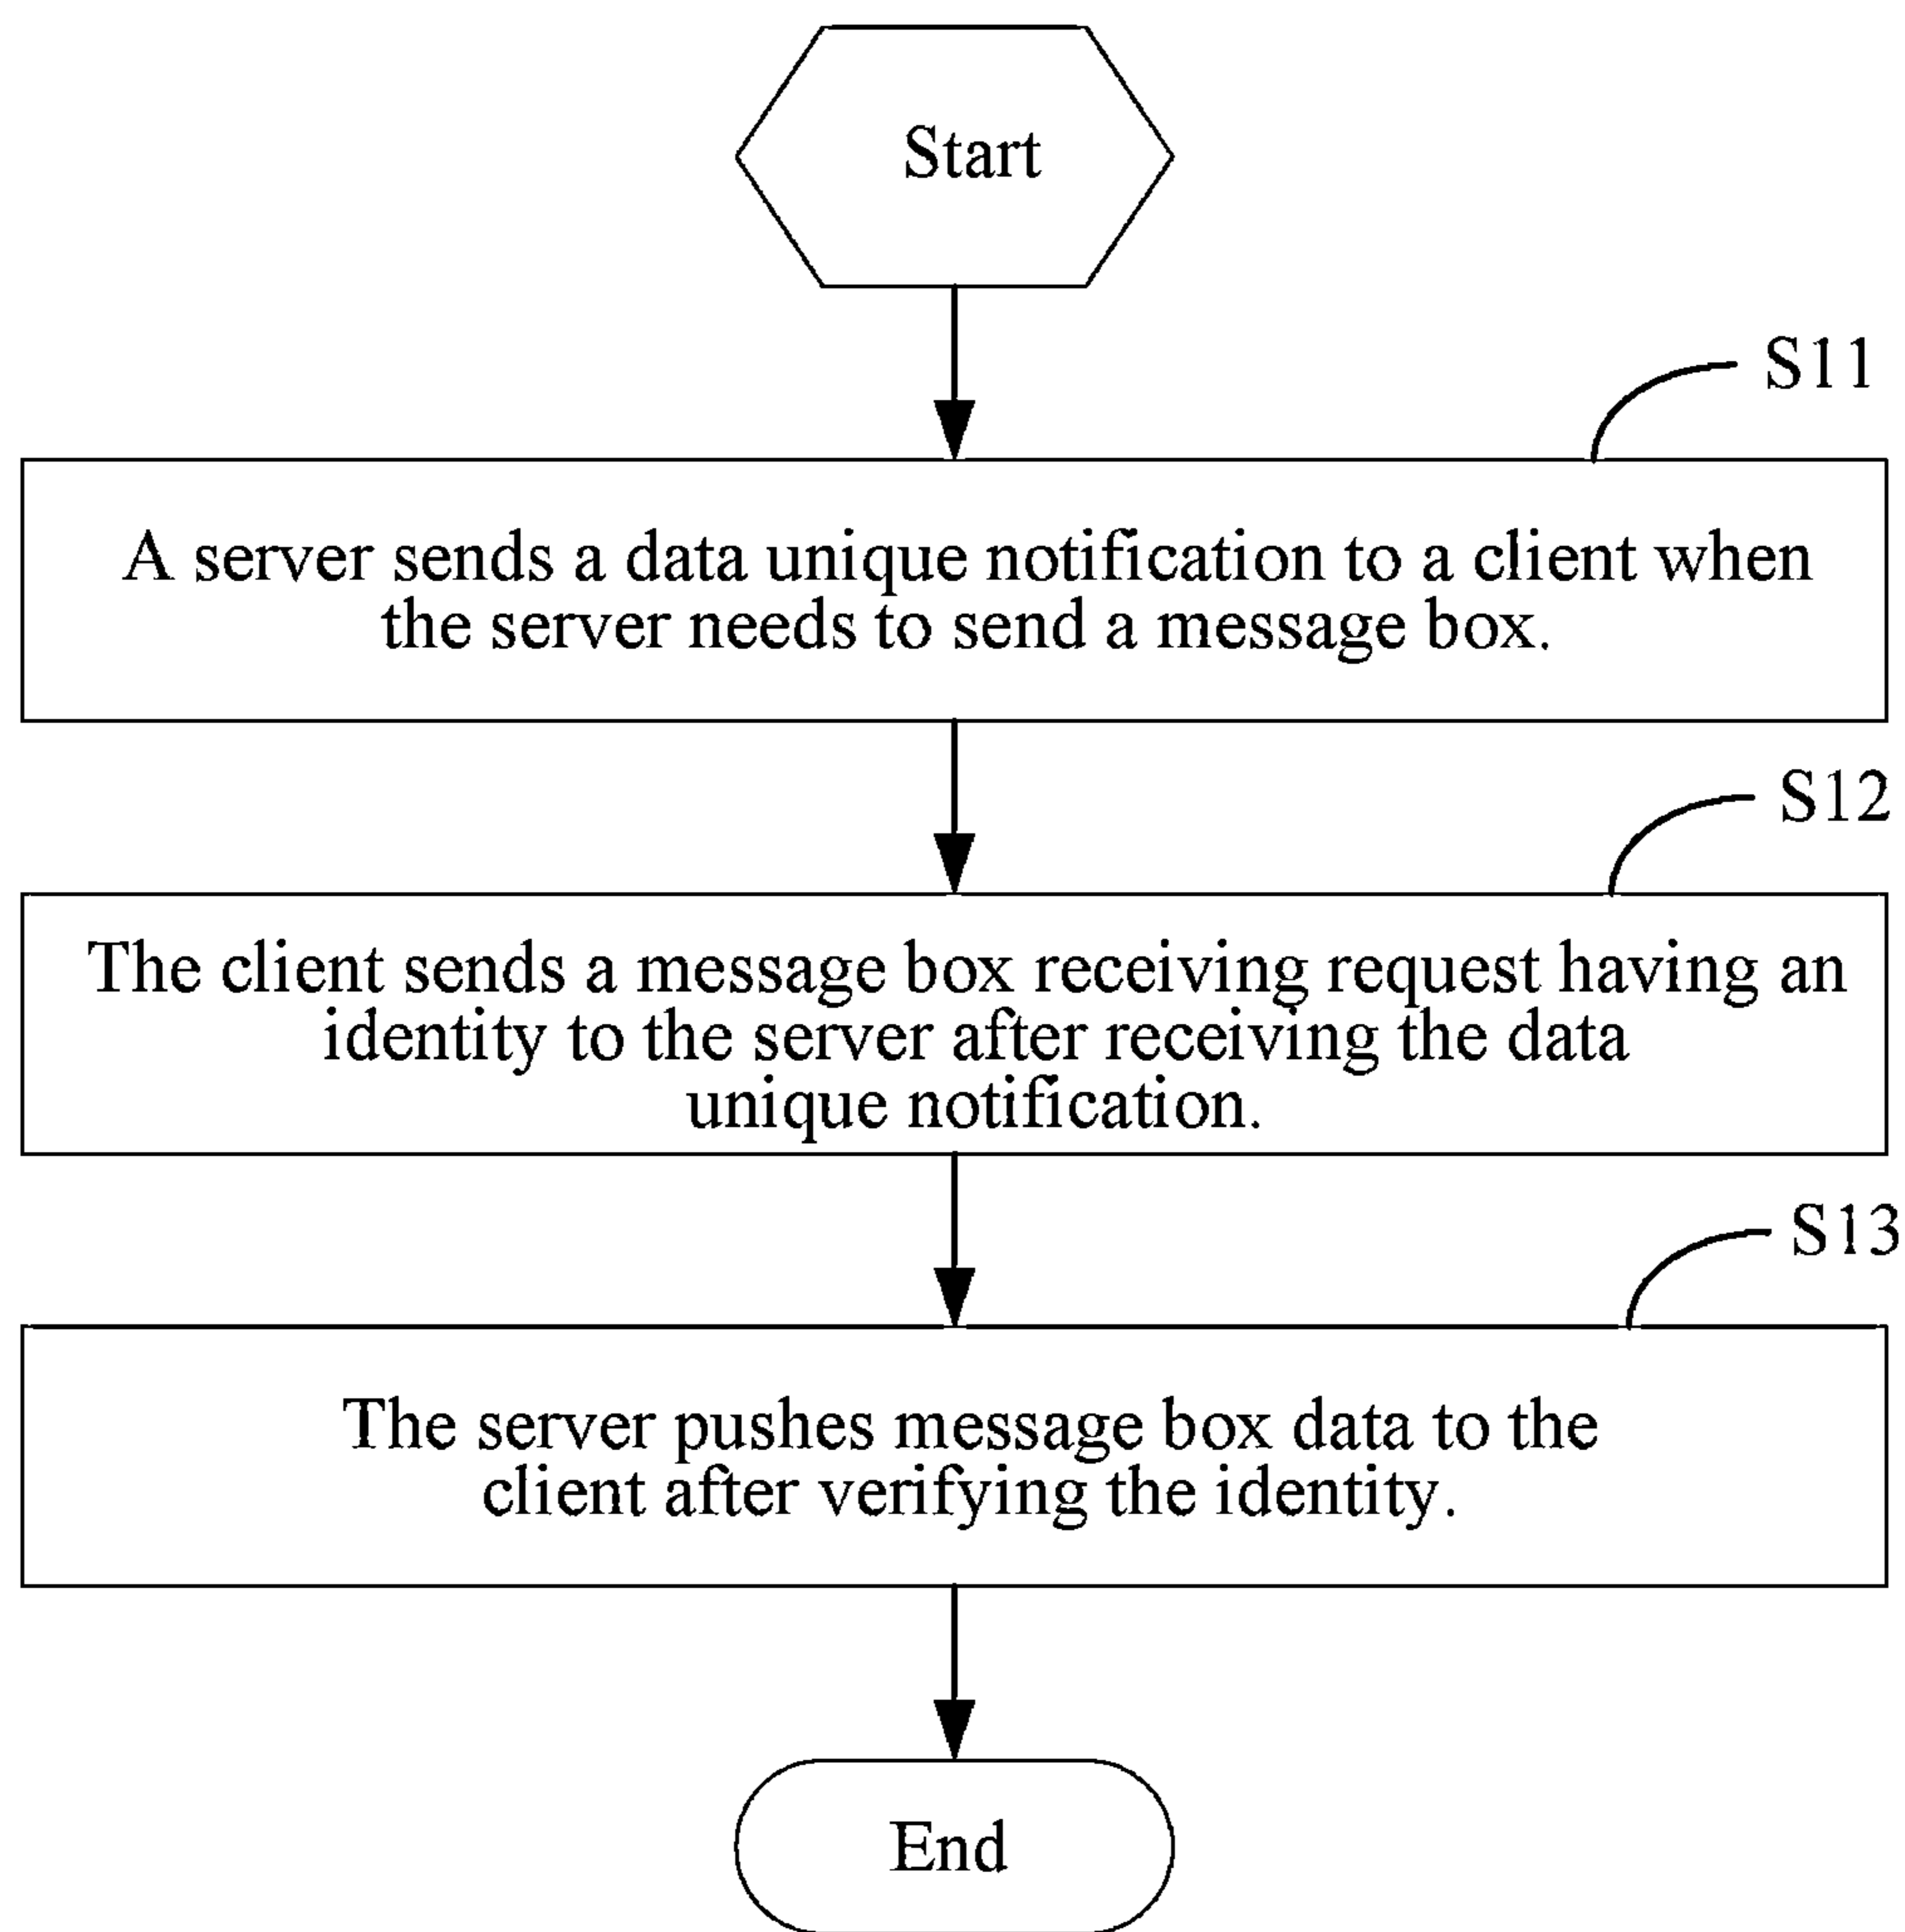 Start
S11
A server sends a data unique notification to a client when
the server needs to send a message box.
S12
The client sends a message box receiving request having an
identity to the server after receiving the data
unique notification.
S13
The server pushes message box data to the
client after verifying the identity.
End